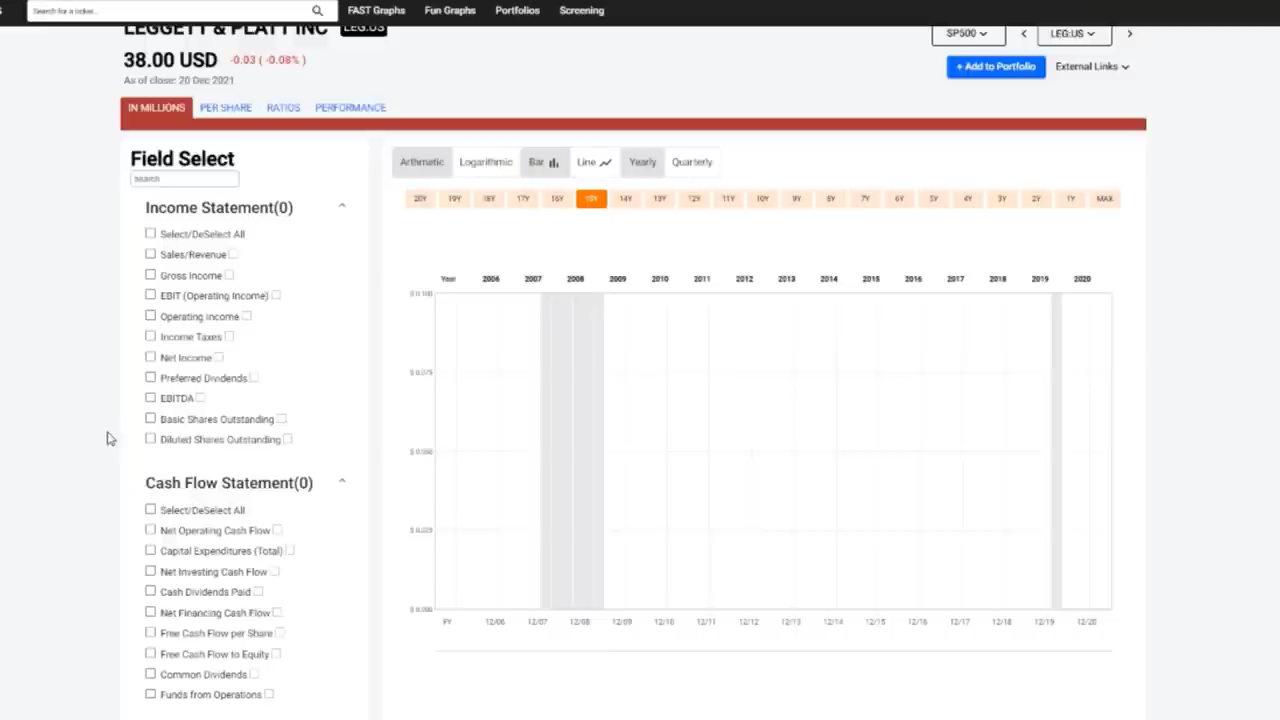 Search for a ticker...
FAST Graphs
Fun Graphs
Portfolios
Screening
LEGGETT & PLATT INC
LEG:US
SP500
LEG:US
38.00 USD
-0.03 ( -0.08% )
+ Add to Portfolio
External Links
As of close: 20 Dec 2021
IN MILLIONS
PER SHARE
RATIOS
PERFORMANCE
Field Select
search
Income Statement(0)
Select/DeSelect All
Sales/Revenue
Gross Income
EBIT (Operating Income)
Operating Income
Income Taxes
Net Income
Preferred Dividends
EBITDA
Basic Shares Outstanding
Diluted Shares Outstanding
Cash Flow Statement(0)
Select/DeSelect All
Net Operating Cash Flow
Capital Expenditures (Total)
Net Investing Cash Flow
Cash Dividends Paid
Net Financing Cash Flow
Free Cash Flow per Share
Free Cash Flow to Equity
Common Dividends
Funds from Operations
Arthmetic
Logarithmic
Bar
Line
Yearly
Quarterly
20Y 19Y 18Y 17Y 16Y 15Y 14Y 13Y 12Y 11Y 10Y 9Y 8Y 7Y 6Y 5Y 4Y 3Y 2Y 1Y MAX
Year 2006 2007 2008 2009 2010 2011 2012 2013 2014 2015 2016 2017 2018 2019 2020
FY 12/06 12/07 12/08 12/09 12/10 12/11 12/12 12/13 12/14 12/15 12/16 12/17 12/18 12/19 12/20